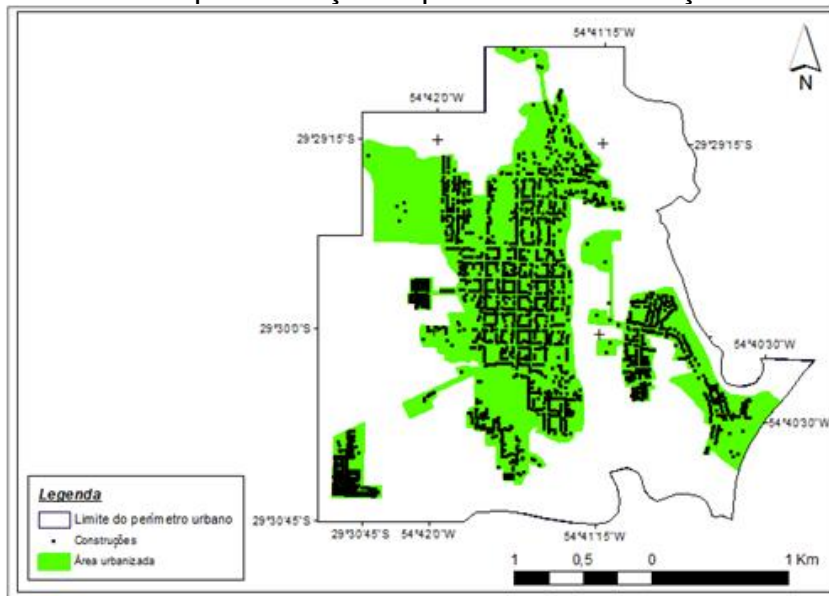 54°41'15"W
54°42'0"W
N
29°29'15"S
29°29'15"S
29°30'0"S
54°40'30"W
54°40'30"W
29°30'45"S
29°30'45"S
54°42'0"W
54°41'15"W
Legenda
Limite do perímetro urbano
Construções
Área urbanizada
1 0,5 0 1 Km